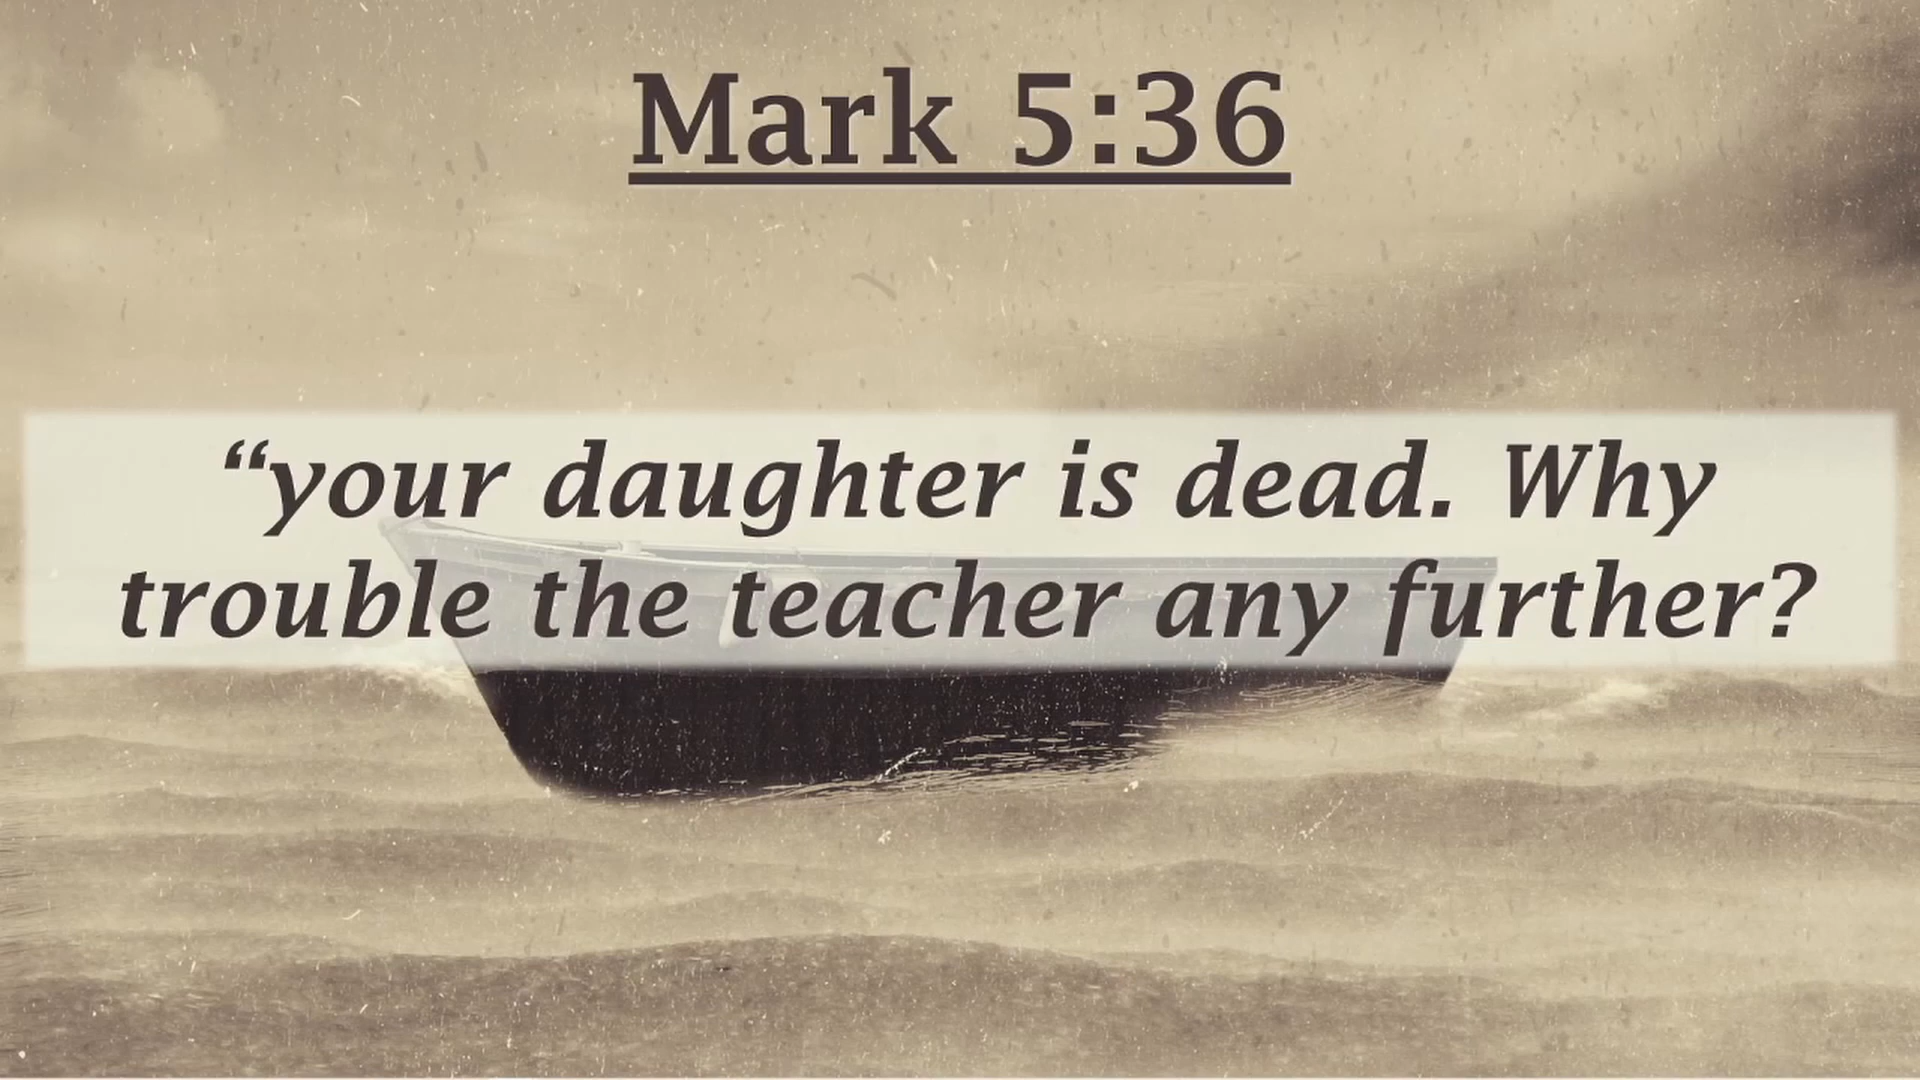 Mark 5:36
“your daughter is dead. Why
trouble the teacher any further?